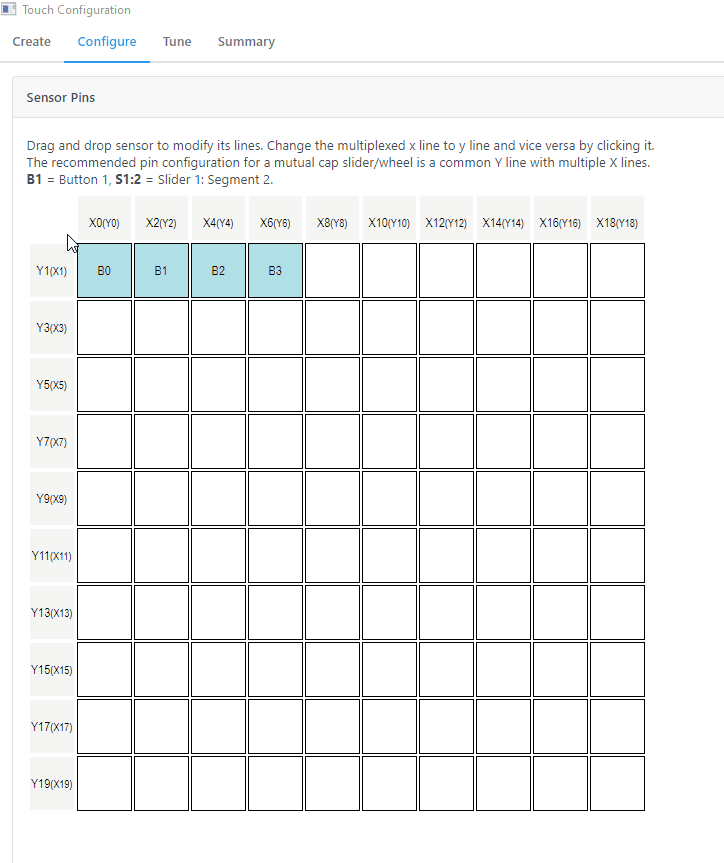 Touch Configuration
Create Configure Tune Summary
Sensor Pins
Drag and drop sensor to modify its lines. Change the multiplexed x line to y line and vice versa by clicking it.
The recommended pin configuration for a mutual cap slider/wheel is a common Y line with multiple X lines.
B1 = Button 1, S1:2 = Slider 1: Segment 2.
X0(Y0) X2(Y2) X4(Y4) X6(Y6) X8(Y8) X10(Y10) X12(Y12) X14(Y14) X16(Y16) X18(Y18)
Y1(X1) B0 B1 B2 B3
Y3(X3)
Y5(X5)
Y7(X7)
Y9(X9)
Y11(X11)
Y13(X13)
Y15(X15)
Y17(X17)
Y19(X19)